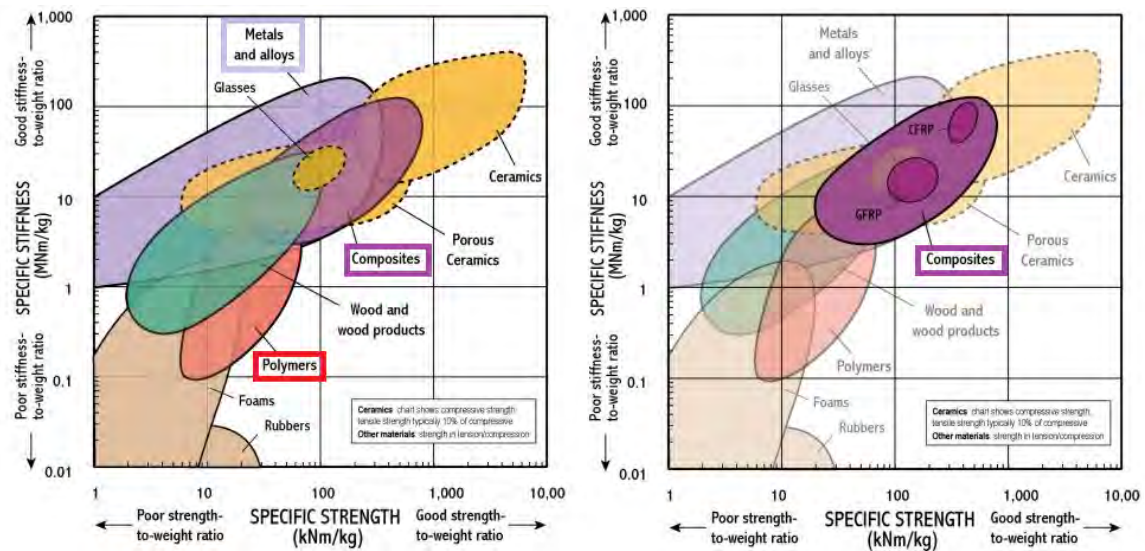 Good stiffness-
to-weight ratio
SPECIFIC STIFFNESS
(MNm/kg)
Poor stiffness-
to-weight ratio
1,000
100
10
1
0.1
0.01
Metals
and alloys
Glasses
Ceramics
Porous
Ceramics
Composites
Wood and
wood products
Polymers
Foams
Rubbers
Ceramics chart shows compressive strength
tensile strength typically 10% of compressive
Other materials strength in tension/compression
1
10
100
1,000
10,00
Poor strength-
to-weight ratio
SPECIFIC STRENGTH
(kNm/kg)
Good strength-
to-weight ratio
Good stiffness-
to-weight ratio
SPECIFIC STIFFNESS
(MNm/kg)
Poor stiffness-
to-weight ratio
1,000
100
10
1
0.1
0.01
Metals
and alloys
Glasses
CFRP
Ceramics
GFRP
Composites
Porous
Ceramics
Wood and
wood products
Polymers
Foams
Rubbers
Ceramics chart shows compressive strength,
tensile strength typically 10% of compressive
Other materials strength in tension/compression
1
10
100
1,000
10,00
Poor strength-
to-weight ratio
SPECIFIC STRENGTH
(kNm/kg)
Good strength-
to-weight ratio